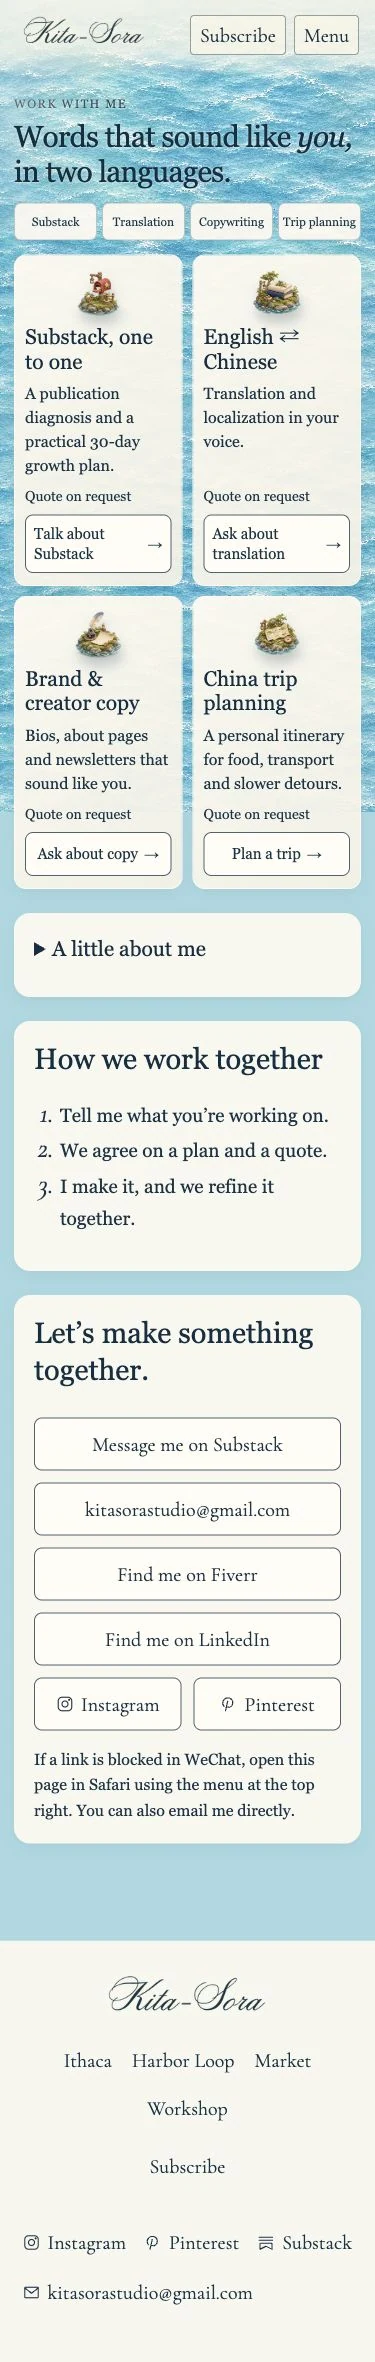 Kita-Sora
Subscribe
Menu
WORK WITH ME
Words that sound like you,
in two languages.
Substack
Translation
Copywriting
Trip planning
Substack, one
to one
A publication
diagnosis and a
practical 30-day
growth plan.
Quote on request
Talk about
Substack →
English ⇄
Chinese
Translation and
localization in your
voice.
Quote on request
Ask about
translation →
Brand &
creator copy
Bios, about pages
and newsletters that
sound like you.
Quote on request
Ask about copy →
China trip
planning
A personal itinerary
for food, transport
and slower detours.
Quote on request
Plan a trip →
A little about me
How we work together
1. Tell me what you’re working on.
2. We agree on a plan and a quote.
3. I make it, and we refine it
together.
Let’s make something
together.
Message me on Substack
kitasorastudio@gmail.com
Find me on Fiverr
Find me on LinkedIn
Instagram
Pinterest
If a link is blocked in WeChat, open this
page in Safari using the menu at the top
right. You can also email me directly.
Kita-Sora
Ithaca Harbor Loop Market
Workshop
Subscribe
Instagram Pinterest Substack
kitasorastudio@gmail.com